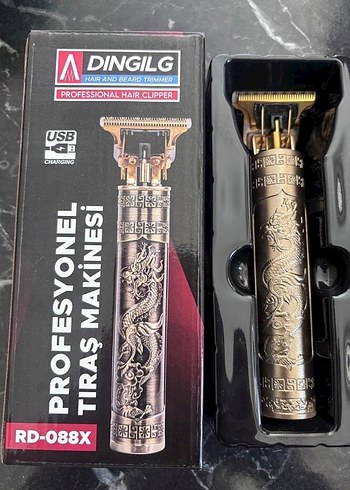 DINGILG
HAIR AND BEARD TRIMMER
PROFESSIONAL HAIR CLIPPER
USB
CHARGING
PROFESYONEL
TIRAŞ MAKİNESİ
RD-088X